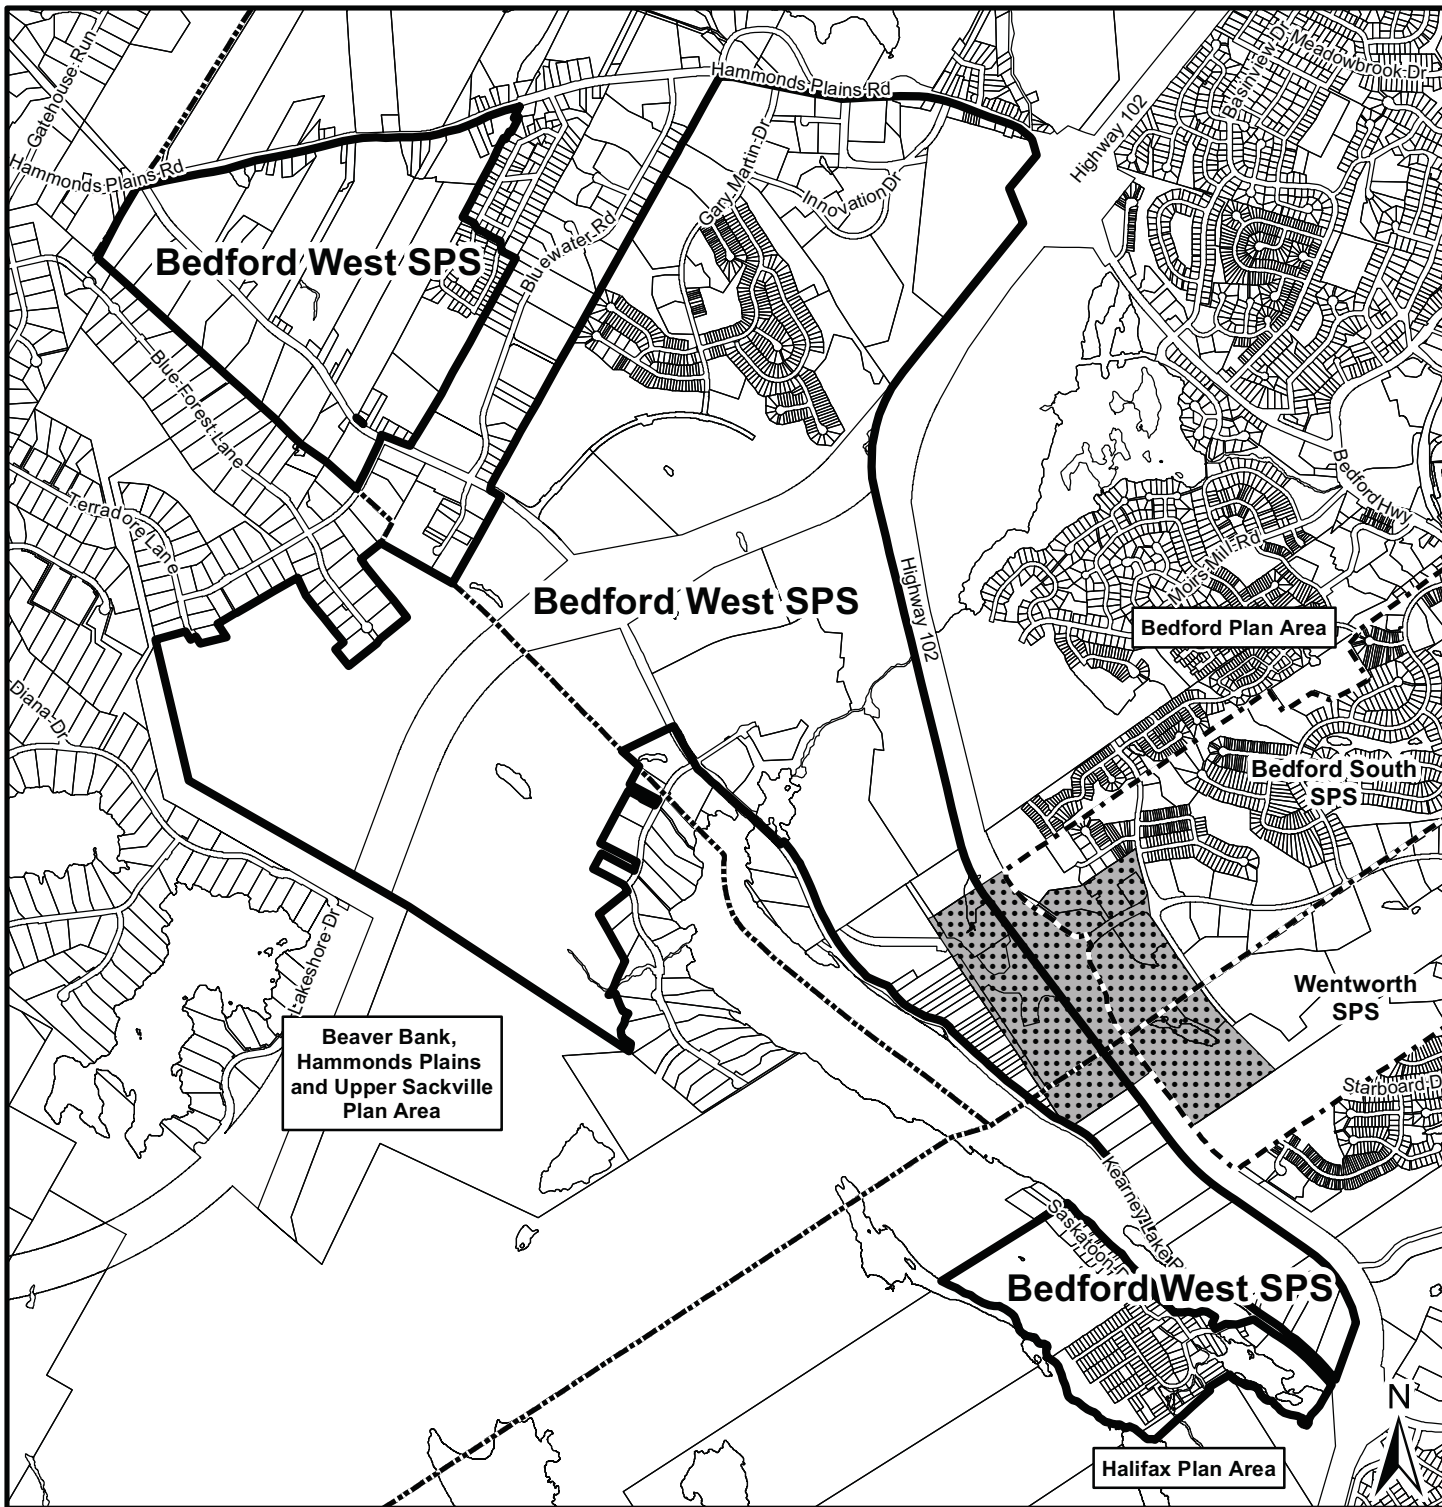 Gatehouse Run
Hammonds Plains Rd
Hammonds Plains Rd
Meadowbrook Dr
Basinview Dr
Highway 102
Gary Martin Dr
Innovation Dr
Bluewater Rd
Bedford West SPS
Blue Forest Lane
Terradore Lane
Bedford Hwy
Moirs Mill Rd
Highway 102
Bedford West SPS
Bedford Plan Area
Diana Dr
Bedford South
SPS
Lakeshore Dr
Wentworth
SPS
Beaver Bank,
Hammonds Plains
and Upper Sackville
Plan Area
Starboard D
Kearney Lake R
Saskatoon
Bedford West SPS
N
Halifax Plan Area